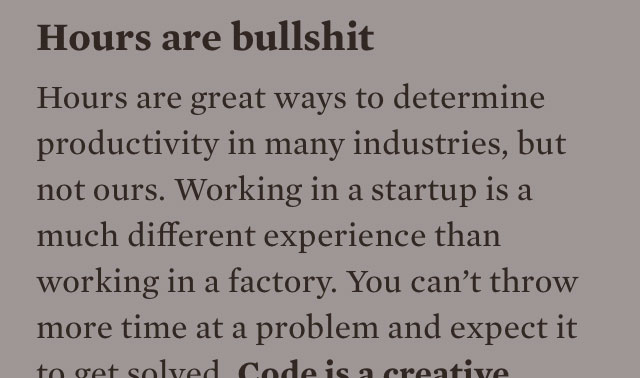 Hours are bullshit
Hours are great ways to determine
productivity in many industries, but
not ours. Working in a startup is a
much different experience than
working in a factory. You can’t throw
more time at a problem and expect it
to get solved. Code is a creative